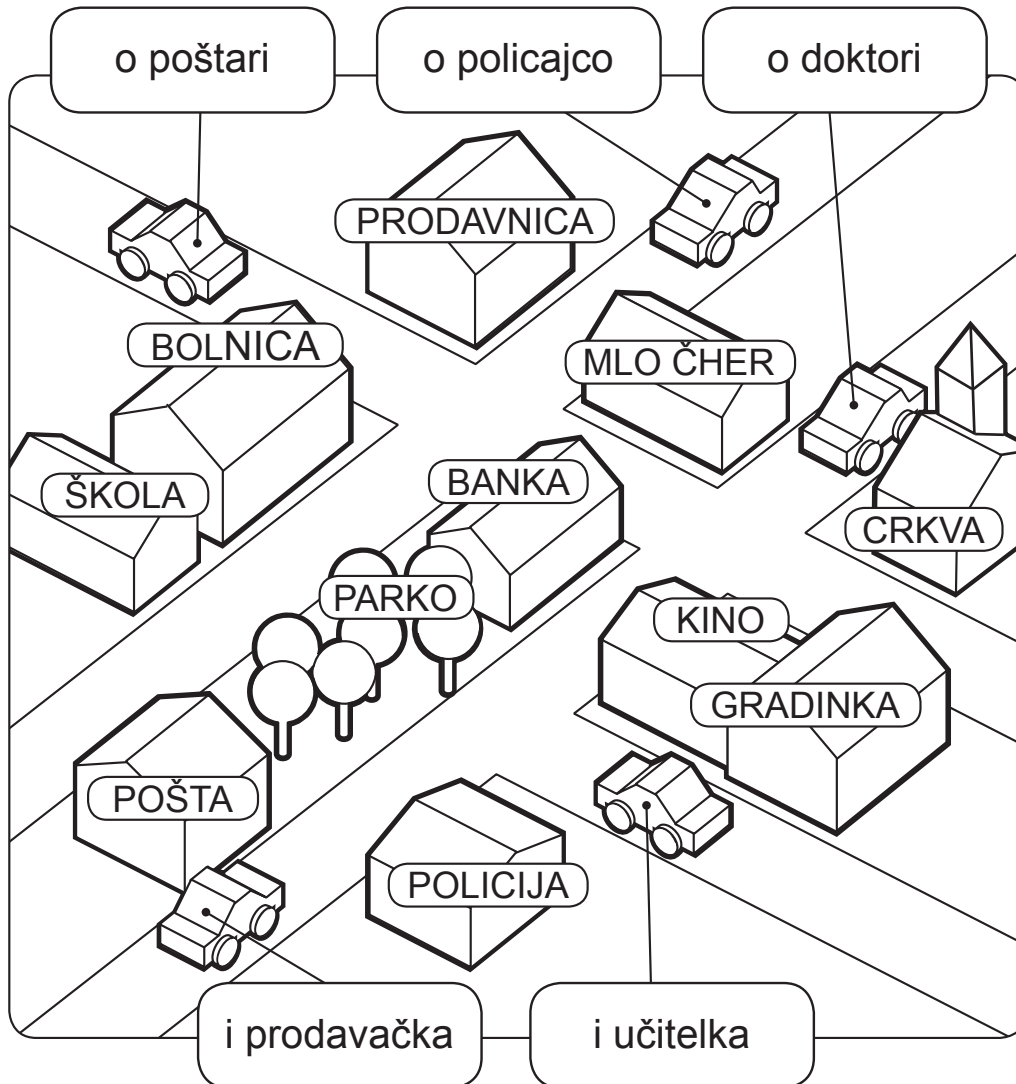 o poštari
o policajco
o doktori
PRODAVNICA
BOLNICA
MLO ČHER
ŠKOLA
BANKA
CRKVA
PARKO
KINO
GRADINKA
POŠTA
POLICIJA
i prodavačka
i učitelka